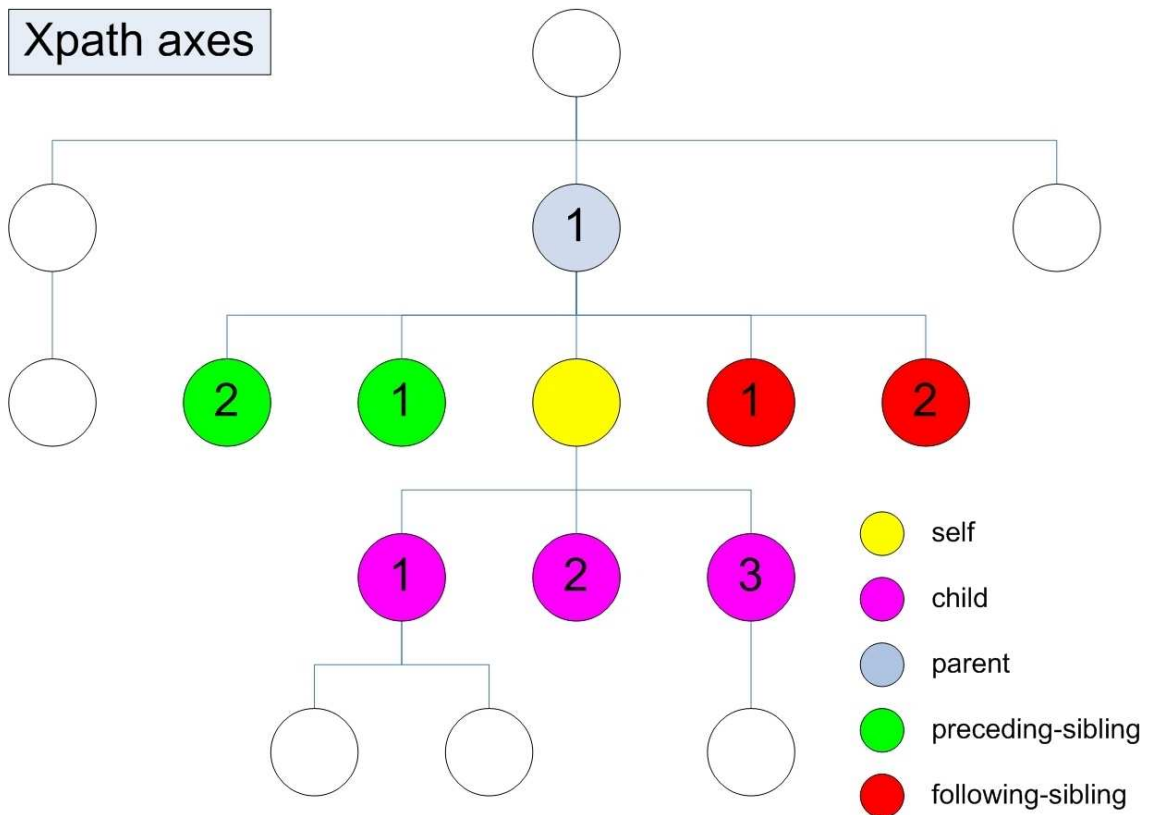 Xpath axes
1
2 1 1 2
1 2 3
self
child
parent
preceding-sibling
following-sibling